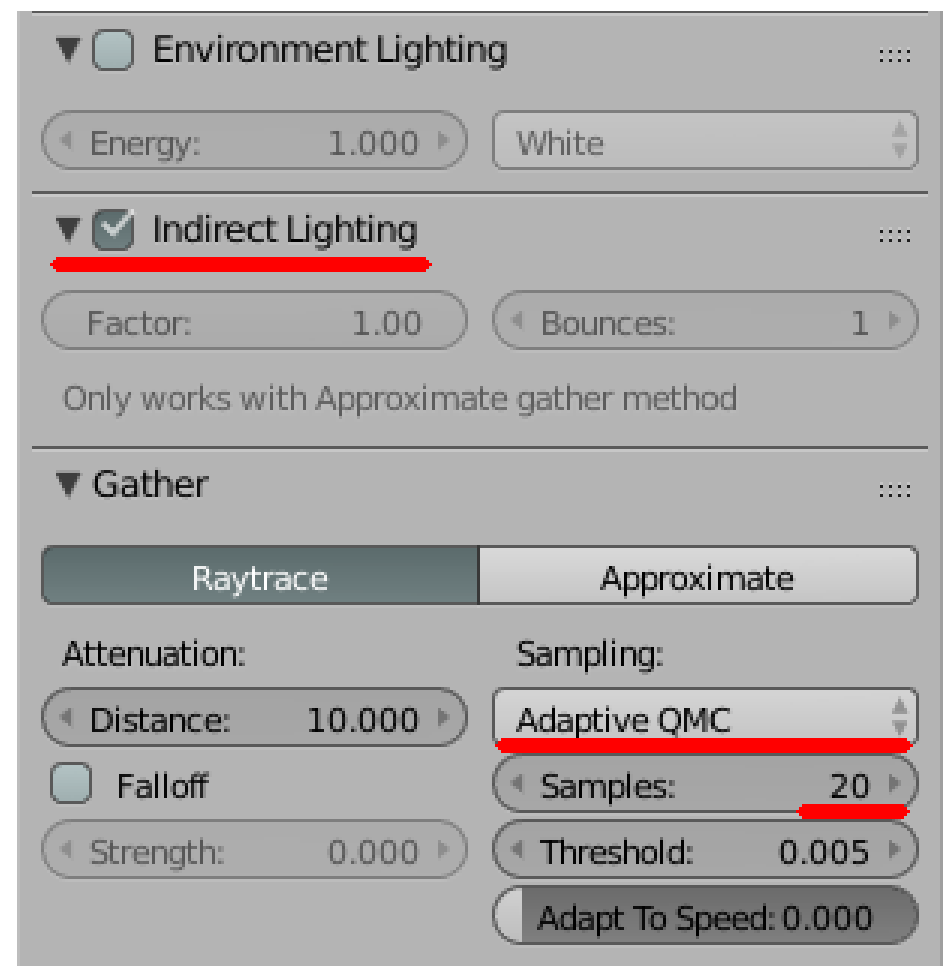 Environment Lighting
Energy: 1.000 White
Indirect Lighting
Factor: 1.00 Bounces: 1
Only works with Approximate gather method
Gather
Raytrace Approximate
Attenuation: Sampling:
Distance: 10.000 Adaptive QMC
Falloff Samples: 20
Strength: 0.000 Threshold: 0.005
Adapt To Speed: 0.000